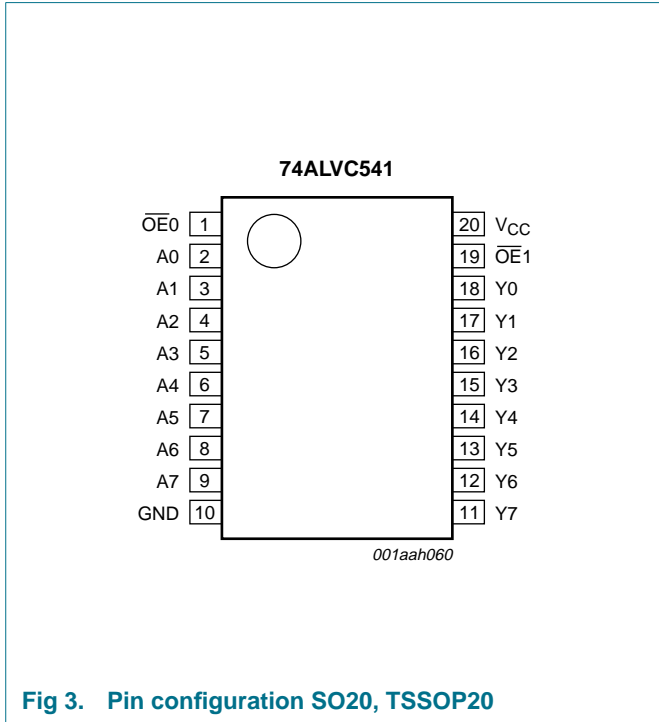 74ALVC541
O̅E̅0 1 20 VCC
A0 2 19 O̅E̅1
A1 3 18 Y0
A2 4 17 Y1
A3 5 16 Y2
A4 6 15 Y3
A5 7 14 Y4
A6 8 13 Y5
A7 9 12 Y6
GND 10 11 Y7
001aah060
Fig 3. Pin configuration SO20, TSSOP20